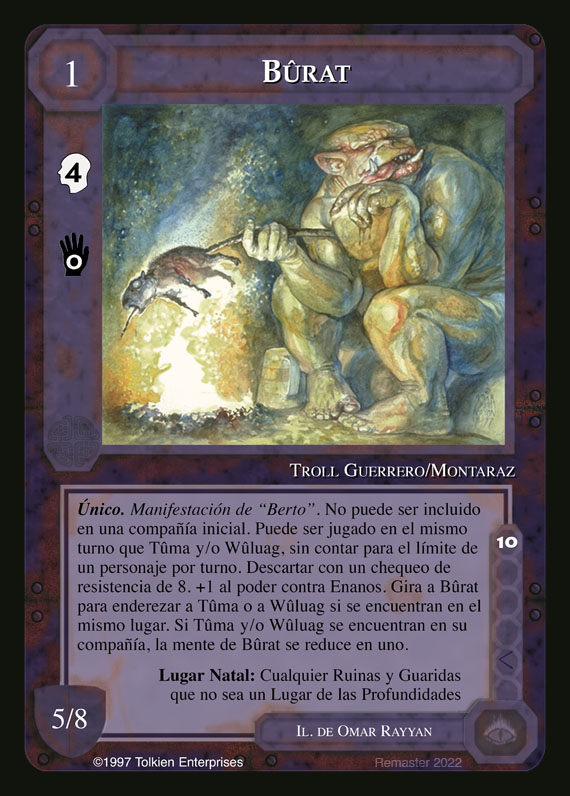 1
BÛRAT
4
0
TROLL GUERRERO/MONTARAZ
Único. Manifestación de “Berto”. No puede ser incluido
en una compañía inicial. Puede ser jugado en el mismo
turno que Tûma y/o Wûluag, sin contar para el límite de
un personaje por turno. Descartar con un chequeo de
resistencia de 8. +1 al poder contra Enanos. Gira a Bûrat
para enderezar a Tûma o a Wûluag si se encuentran en el
mismo lugar. Si Tûma y/o Wûluag se encuentran en su
compañía, la mente de Bûrat se reduce en uno.
10
Lugar Natal: Cualquier Ruinas y Guaridas
que no sea un Lugar de las Profundidades
5/8
IL. DE OMAR RAYYAN
©1997 Tolkien Enterprises
Remaster 2022